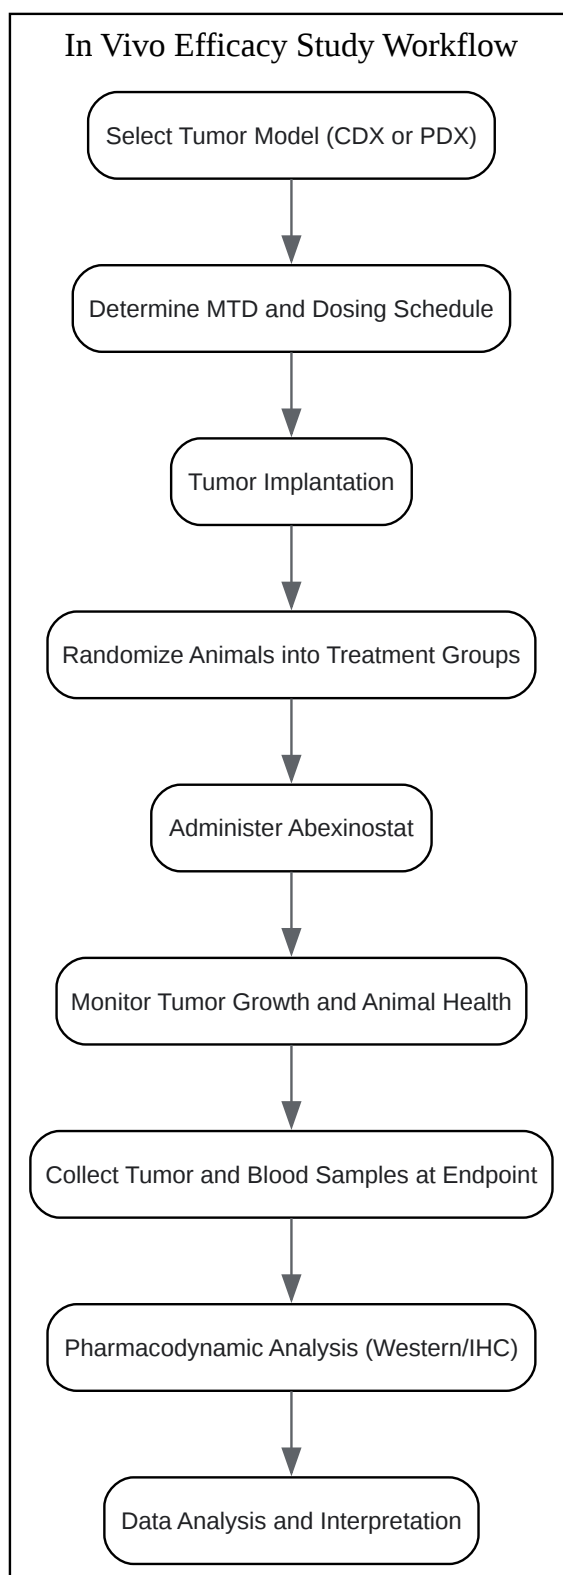 In Vivo Efficacy Study Workflow
Select Tumor Model (CDX or PDX)
Determine MTD and Dosing Schedule
Tumor Implantation
Randomize Animals into Treatment Groups
Administer Abexinostat
Monitor Tumor Growth and Animal Health
Collect Tumor and Blood Samples at Endpoint
Pharmacodynamic Analysis (Western/IHC)
Data Analysis and Interpretation